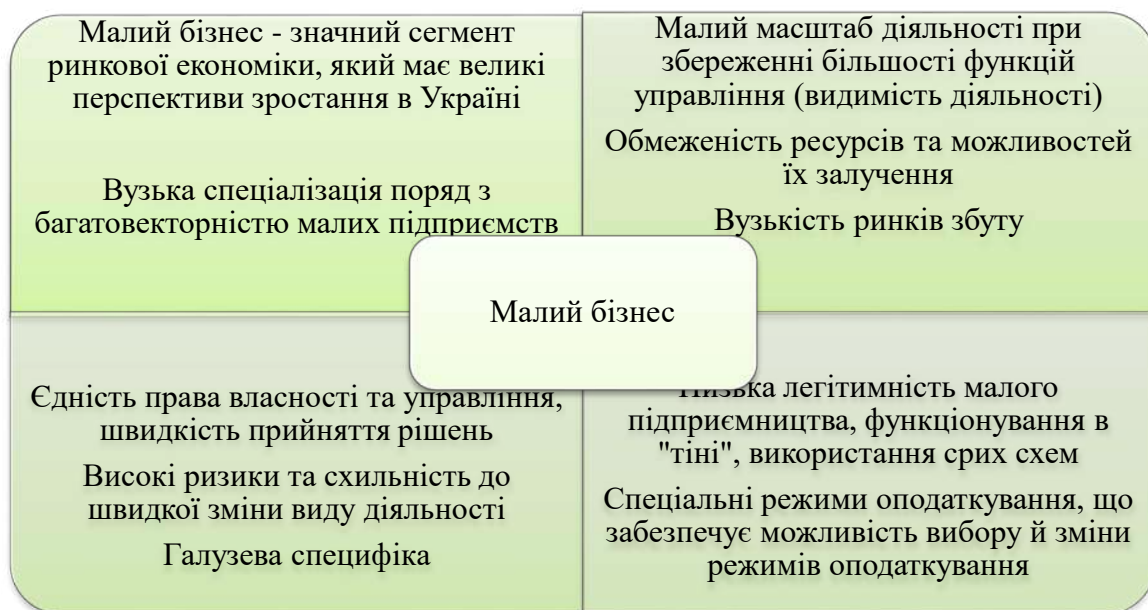 Малий бізнес - значний сегмент
ринкової економіки, який має великі
перспективи зростання в Україні
Вузька спеціалізація поряд з
багатовекторністю малих підприємств
Малий масштаб діяльності при
збереженні більшості функцій
управління (видимість діяльності)
Обмеженість ресурсів та можливостей
їх залучення
Вузькість ринків збуту
Малий бізнес
Єдність права власності та управління,
швидкість прийняття рішень
Високі ризики та схильність до
швидкої зміни виду діяльності
Галузева специфіка
Низька легітимність малого
підприємництва, функціонування в
"тіні", використання срих схем
Спеціальні режими оподаткування, що
забезпечує можливість вибору й зміни
режимів оподаткування